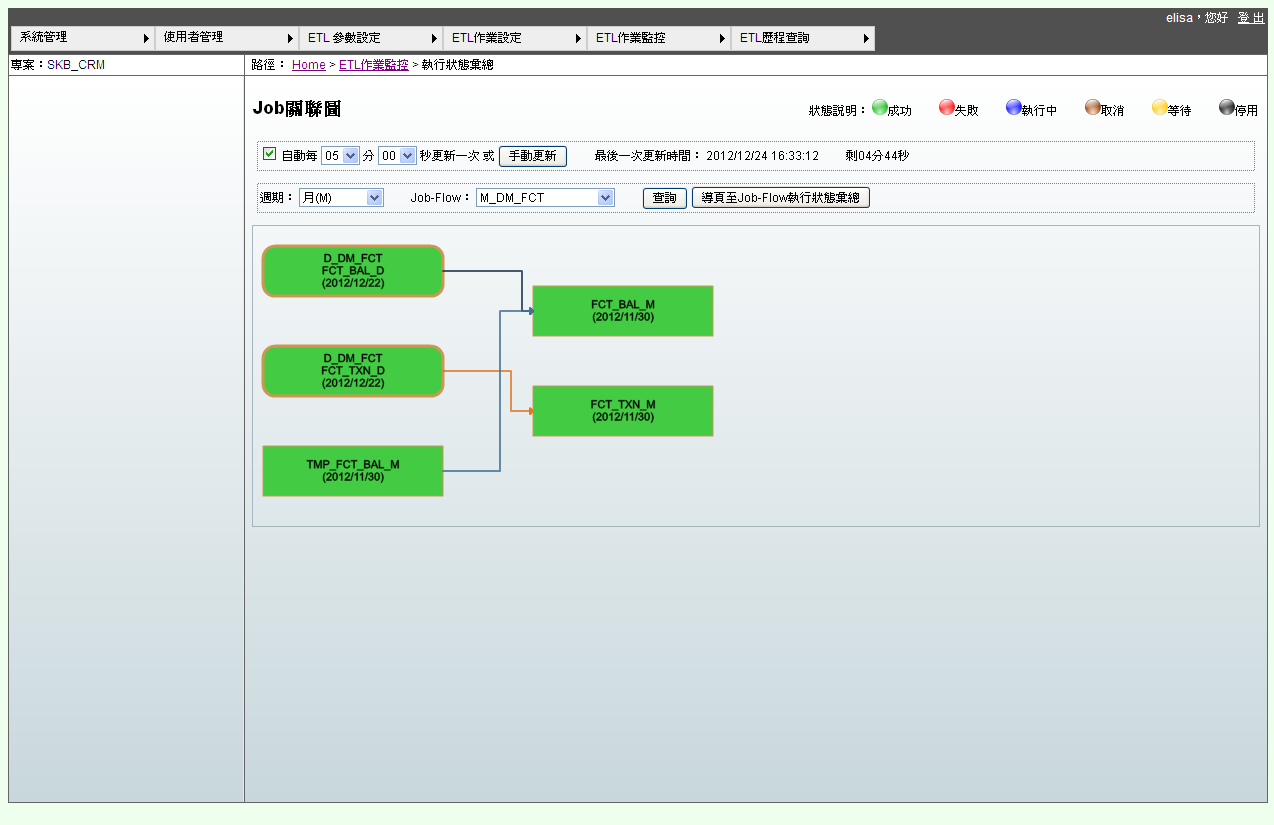 elisa，您好 登 出
系統管理 使用者管理 ETL 參數設定 ETL作業設定 ETL作業監控 ETL歷程查詢
專案：SKB_CRM
路徑： Home > ETL作業監控 > 執行狀態彙總
Job關聯圖
狀態說明： 成功 失敗 執行中 取消 等待 停用
自動每 05 分 00 秒更新一次 或 手動更新 最後一次更新時間： 2012/12/24 16:33:12 剩04分44秒
週期： 月(M) Job-Flow： M_DM_FCT 查詢 導頁至Job-Flow執行狀態彙總
D_DM_FCT
FCT_BAL_D
(2012/12/22)
FCT_BAL_M
(2012/11/30)
D_DM_FCT
FCT_TXN_D
(2012/12/22)
FCT_TXN_M
(2012/11/30)
TMP_FCT_BAL_M
(2012/11/30)